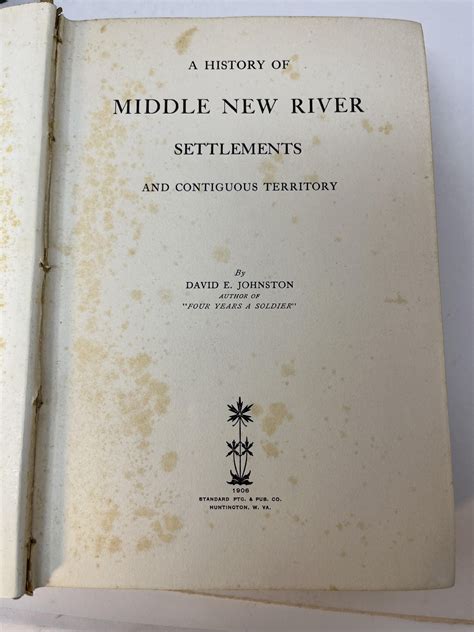 A HISTORY OF
MIDDLE NEW RIVER
SETTLEMENTS
AND CONTIGUOUS TERRITORY
By
DAVID E. JOHNSTON
AUTHOR OF
"FOUR YEARS A SOLDIER"
1906
STANDARD PTG. & PUB. CO.
HUNTINGTON, W. VA.